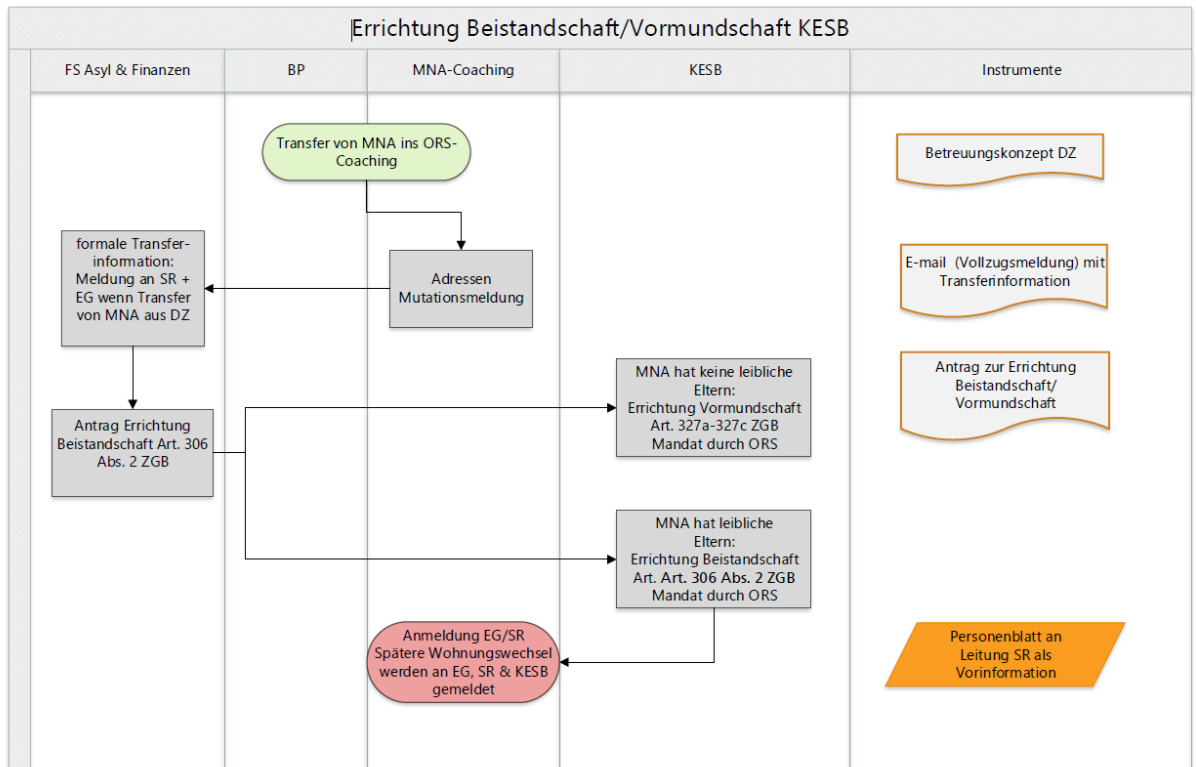 Errichtung Beistandschaft/Vormundschaft KESB
FS Asyl & Finanzen
BP
MNA-Coaching
KESB
Instrumente
Transfer von MNA ins ORS-
Coaching
Betreuungskonzept DZ
formale Transfer-
information:
Meldung an SR +
EG wenn Transfer
von MNA aus DZ
Adressen
Mutationsmeldung
E-mail (Vollzugsmeldung) mit
Transferinformation
MNA hat keine leibliche
Eltern:
Errichtung Vormundschaft
Art. 327a-327c ZGB
Mandat durch ORS
Antrag zur Errichtung
Beistandschaft/
Vormundschaft
Antrag Errichtung
Beistandschaft Art. 306
Abs. 2 ZGB
MNA hat leibliche
Eltern:
Errichtung Beistandschaft
Art. Art. 306 Abs. 2 ZGB
Mandat durch ORS
Anmeldung EG/SR
Spätere Wohnungswechsel
werden an EG, SR & KESB
gemeldet
Personenblatt an
Leitung SR als
Vorinformation